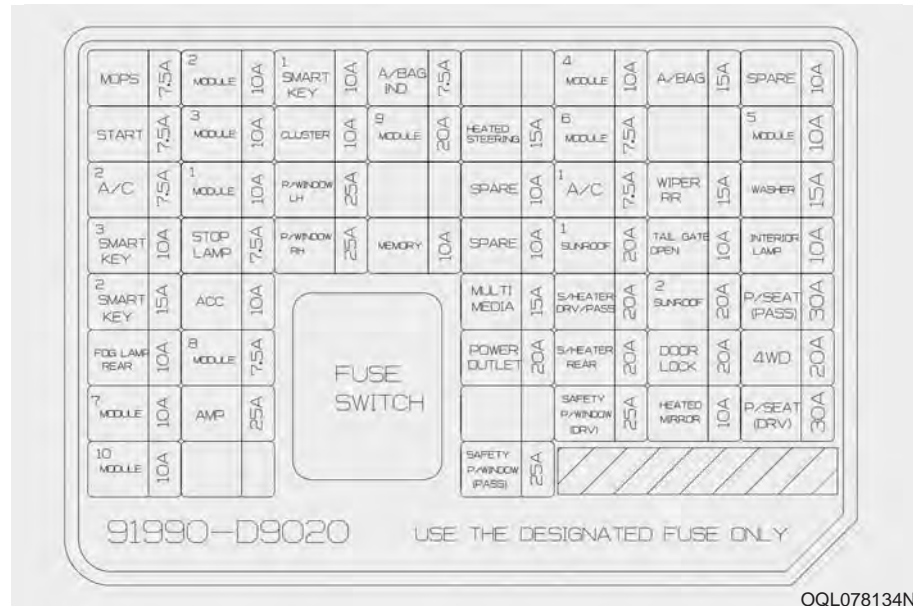 MDPS 7.5A 2 MODULE 10A 1 SMART KEY 10A A/BAG IND 7.5A 4 MODULE 10A A/BAG 15A SPARE 10A
START 7.5A 3 MODULE 10A CLUSTER 10A 9 MODULE 20A HEATED STEERING 15A 6 MODULE 7.5A 5 MODULE 10A
2 A/C 7.5A 1 MODULE 10A P/WINDOW LH 25A SPARE 10A 1 A/C 7.5A WIPER RR 15A WASHER 15A
3 SMART KEY 10A STOP LAMP 7.5A P/WINDOW RH 25A MEMORY 10A SPARE 10A 1 SUNROOF 20A TAIL GATE OPEN 10A INTERIOR LAMP 10A
2 SMART KEY 15A ACC 10A MULTI MEDIA 15A S/HEATER DRV/PASS 20A 2 SUNROOF 20A P/SEAT (PASS) 30A
FOG LAMP REAR 10A 8 MODULE 7.5A POWER OUTLET 20A S/HEATER REAR 20A DOOR LOCK 20A 4WD 20A
FUSE
SWITCH
7 MODULE 10A AMP 25A SAFETY P/WINDOW (DRV) 25A HEATED MIRROR 10A P/SEAT (DRV) 30A
10 MODULE 10A SAFETY P/WINDOW (PASS) 25A
91990-D9020 USE THE DESIGNATED FUSE ONLY
OQL078134N